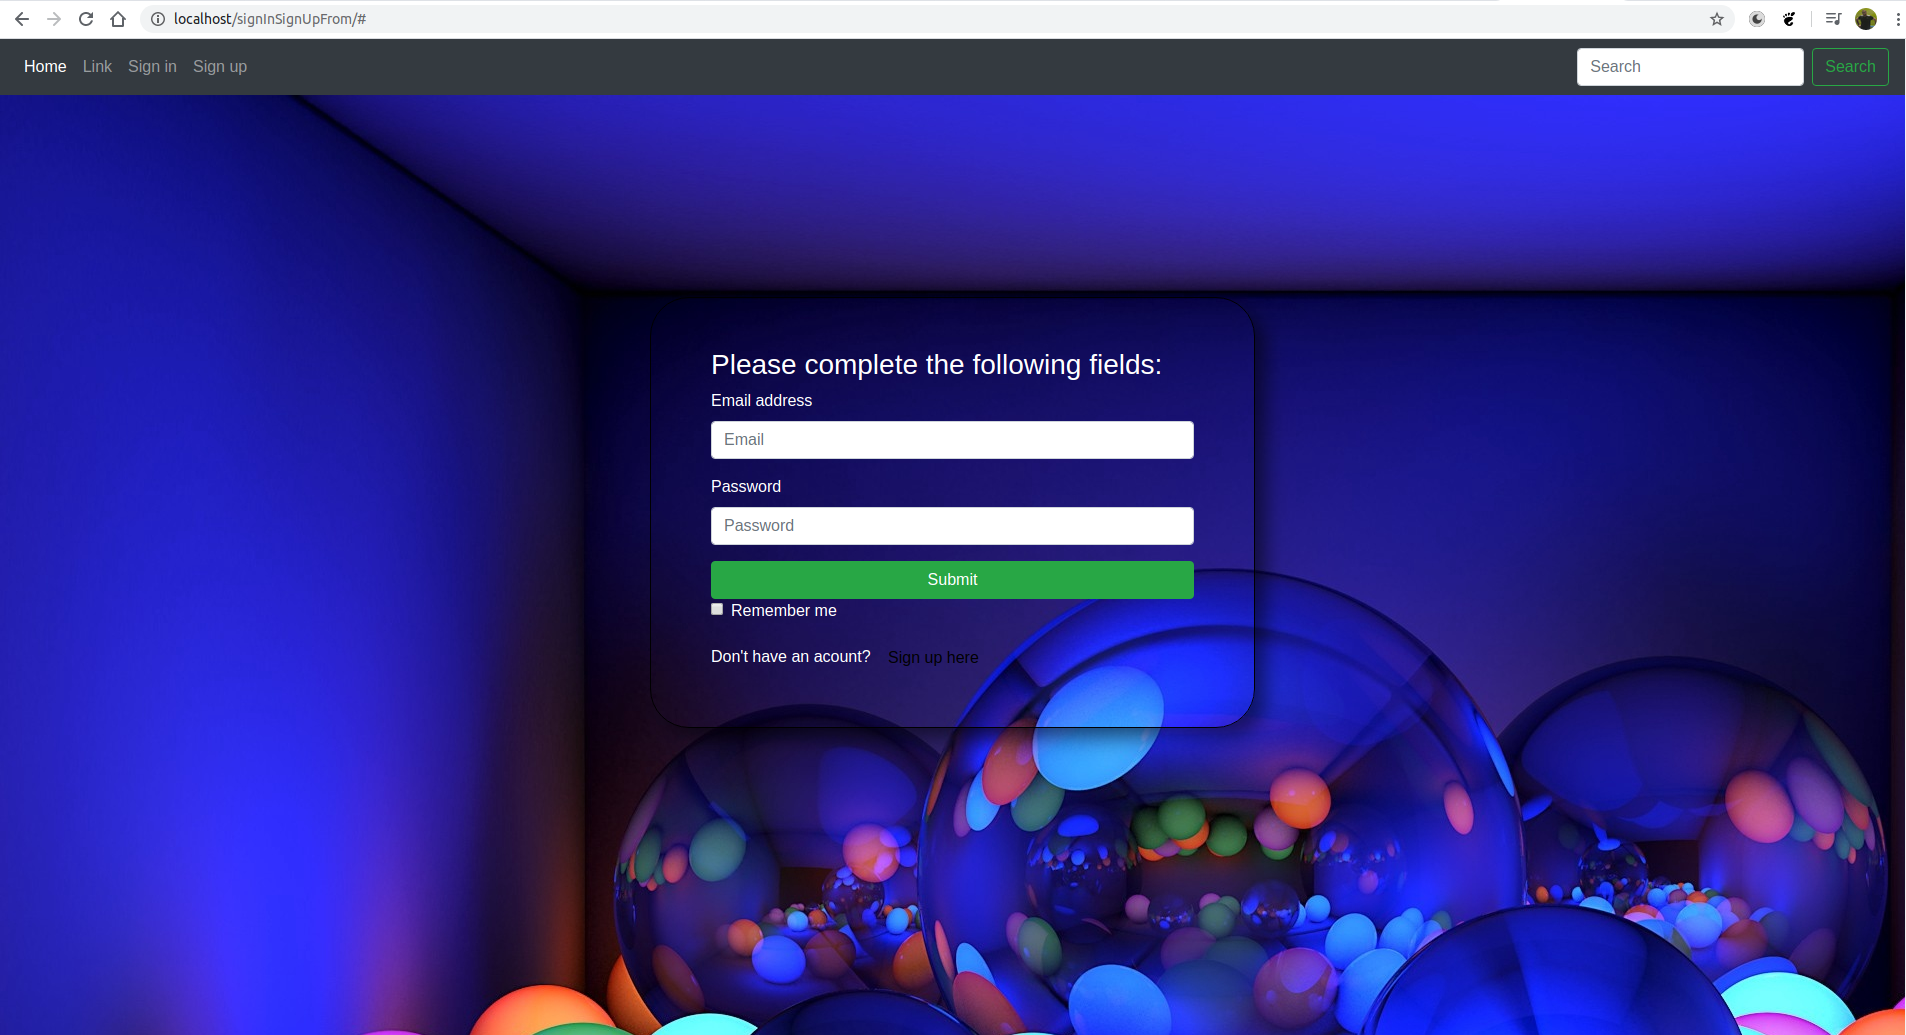 localhost/signInSignUpFrom/#
Home Link Sign in Sign up Search Search
Please complete the following fields:
Email address
Email
Password
Password
Submit
Remember me
Don't have an acount? Sign up here